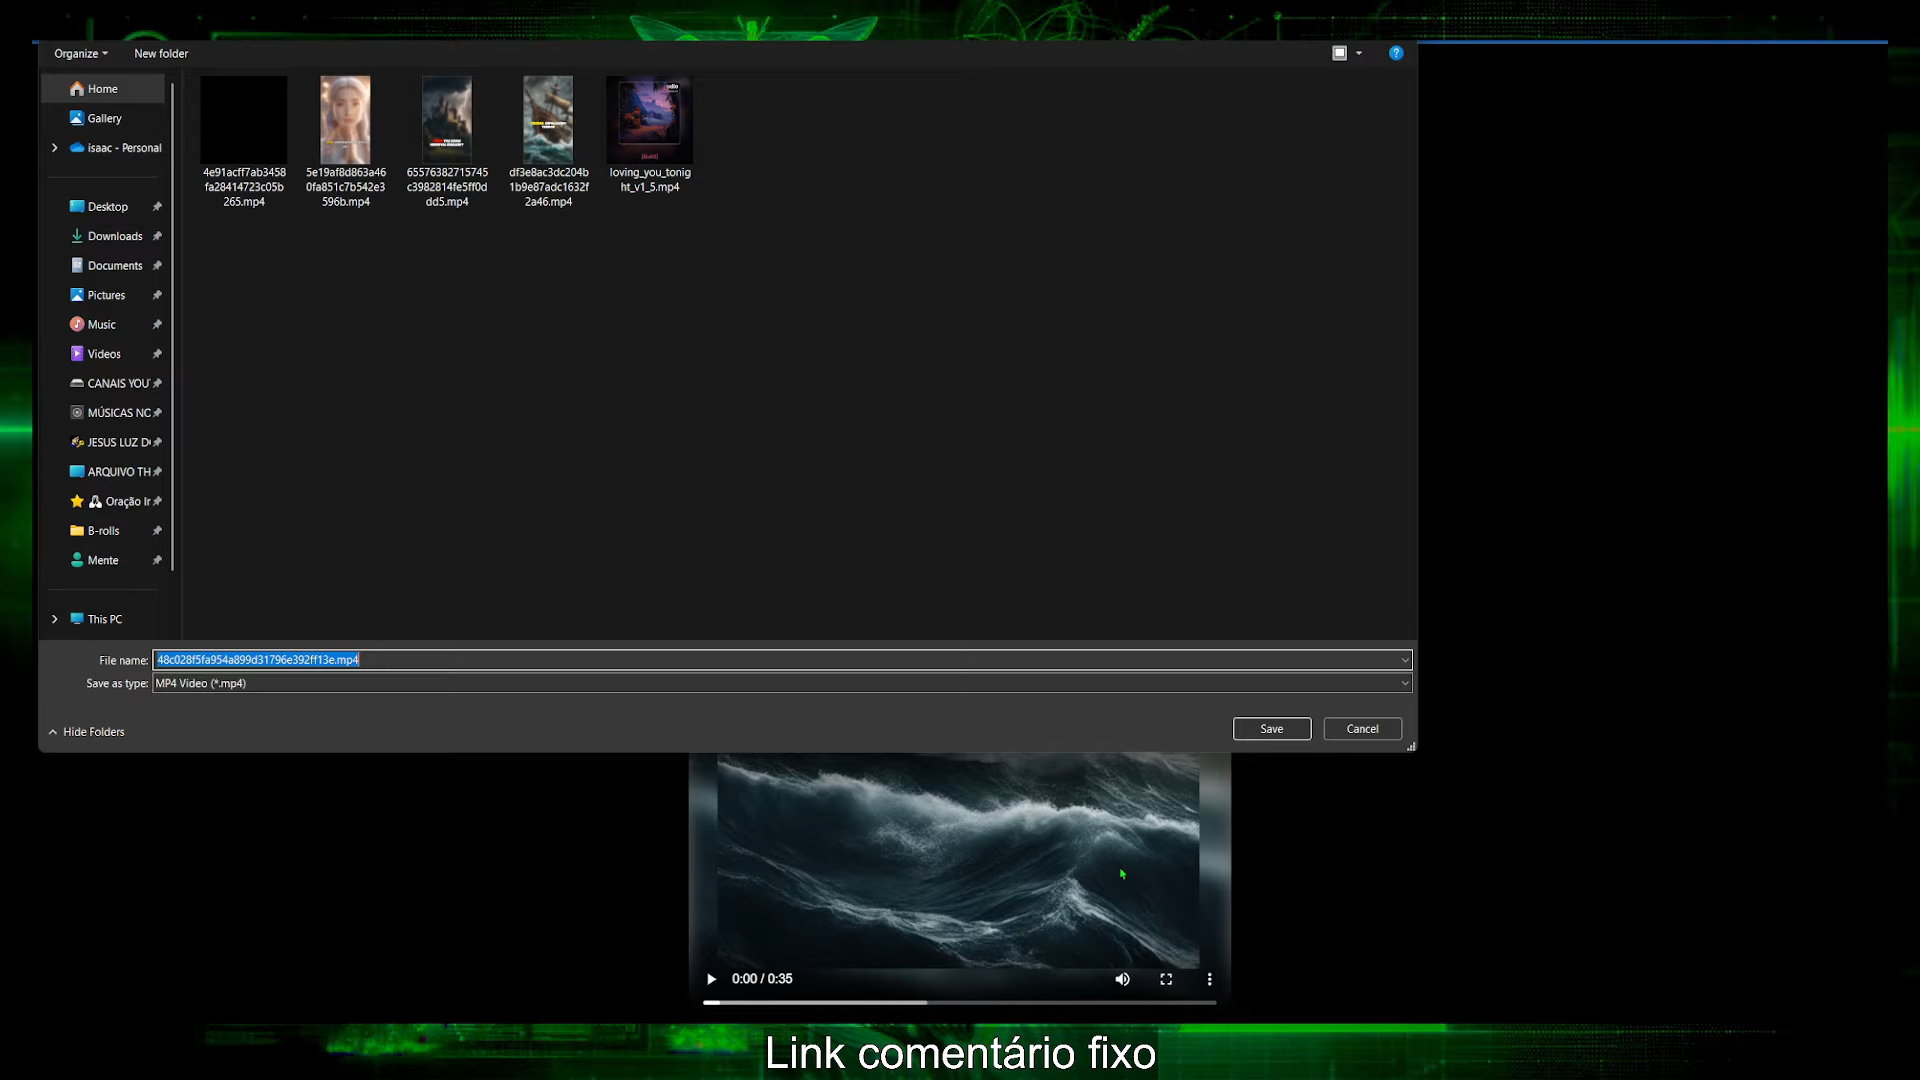 Organize
New folder
Home
Gallery
isaac - Personal
Desktop
Downloads
Documents
Pictures
Music
Videos
CANAIS YOU
MÚSICAS NO
JESUS LUZ D
ARQUIVO TH
Oração In
B-rolls
Mente
This PC
4e91acff7ab3458
fa28414723c05b
265.mp4
5e19af8d863a46
0fa851c7b542e3
596b.mp4
65576382715745
c3982814fe5ff0d
dd5.mp4
df3e8ac3dc204b
1b9e87adc1632f
2a46.mp4
loving_you_tonig
ht_v1_5.mp4
File name: 48c028f5fa954a899d31796e392ff13e.mp4
Save as type: MP4 Video (*.mp4)
Hide Folders
Save
Cancel
0:00 / 0:35
Link comentário fixo